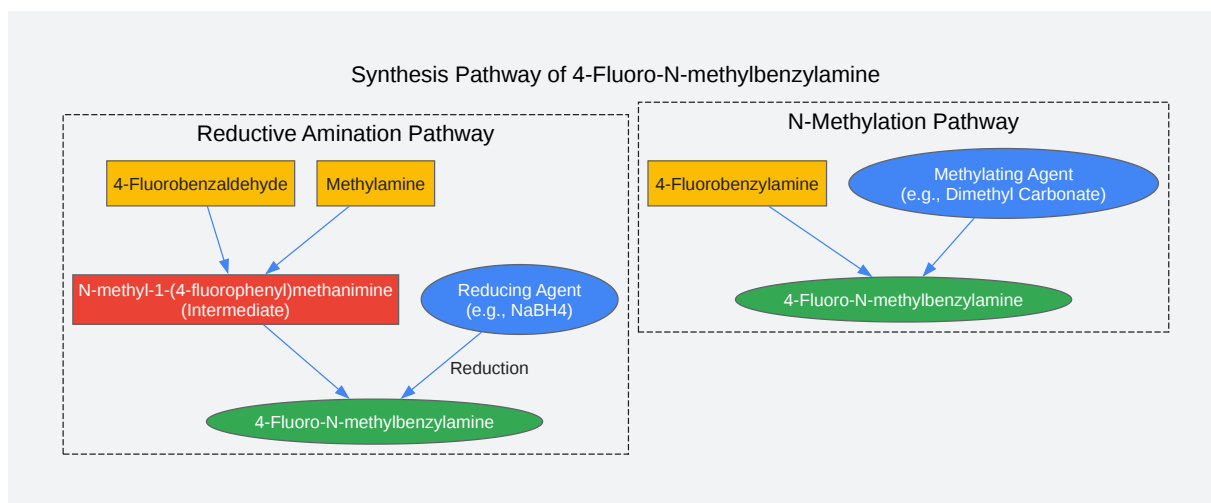 Synthesis Pathway of 4-Fluoro-N-methylbenzylamine
Reductive Amination Pathway
4-Fluorobenzaldehyde
Methylamine
N-methyl-1-(4-fluorophenyl)methanimine
(Intermediate)
Reducing Agent
(e.g., NaBH4)
Reduction
4-Fluoro-N-methylbenzylamine
N-Methylation Pathway
4-Fluorobenzylamine
Methylating Agent
(e.g., Dimethyl Carbonate)
4-Fluoro-N-methylbenzylamine